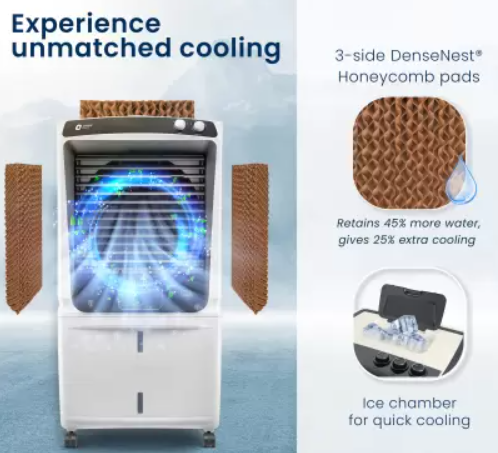 Experience
unmatched cooling
3-side DenseNest®
Honeycomb pads
Retains 45% more water,
gives 25% extra cooling
Ice chamber
for quick cooling